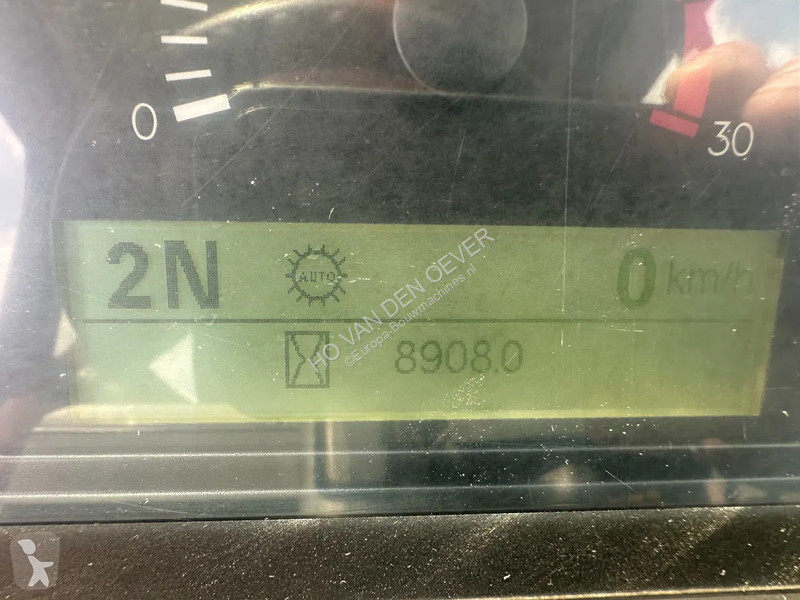 0
30
2N AUTO 0 km/h
8908.0
HO VAN DEN OEVER
©Europa-Bouwmachines.nl